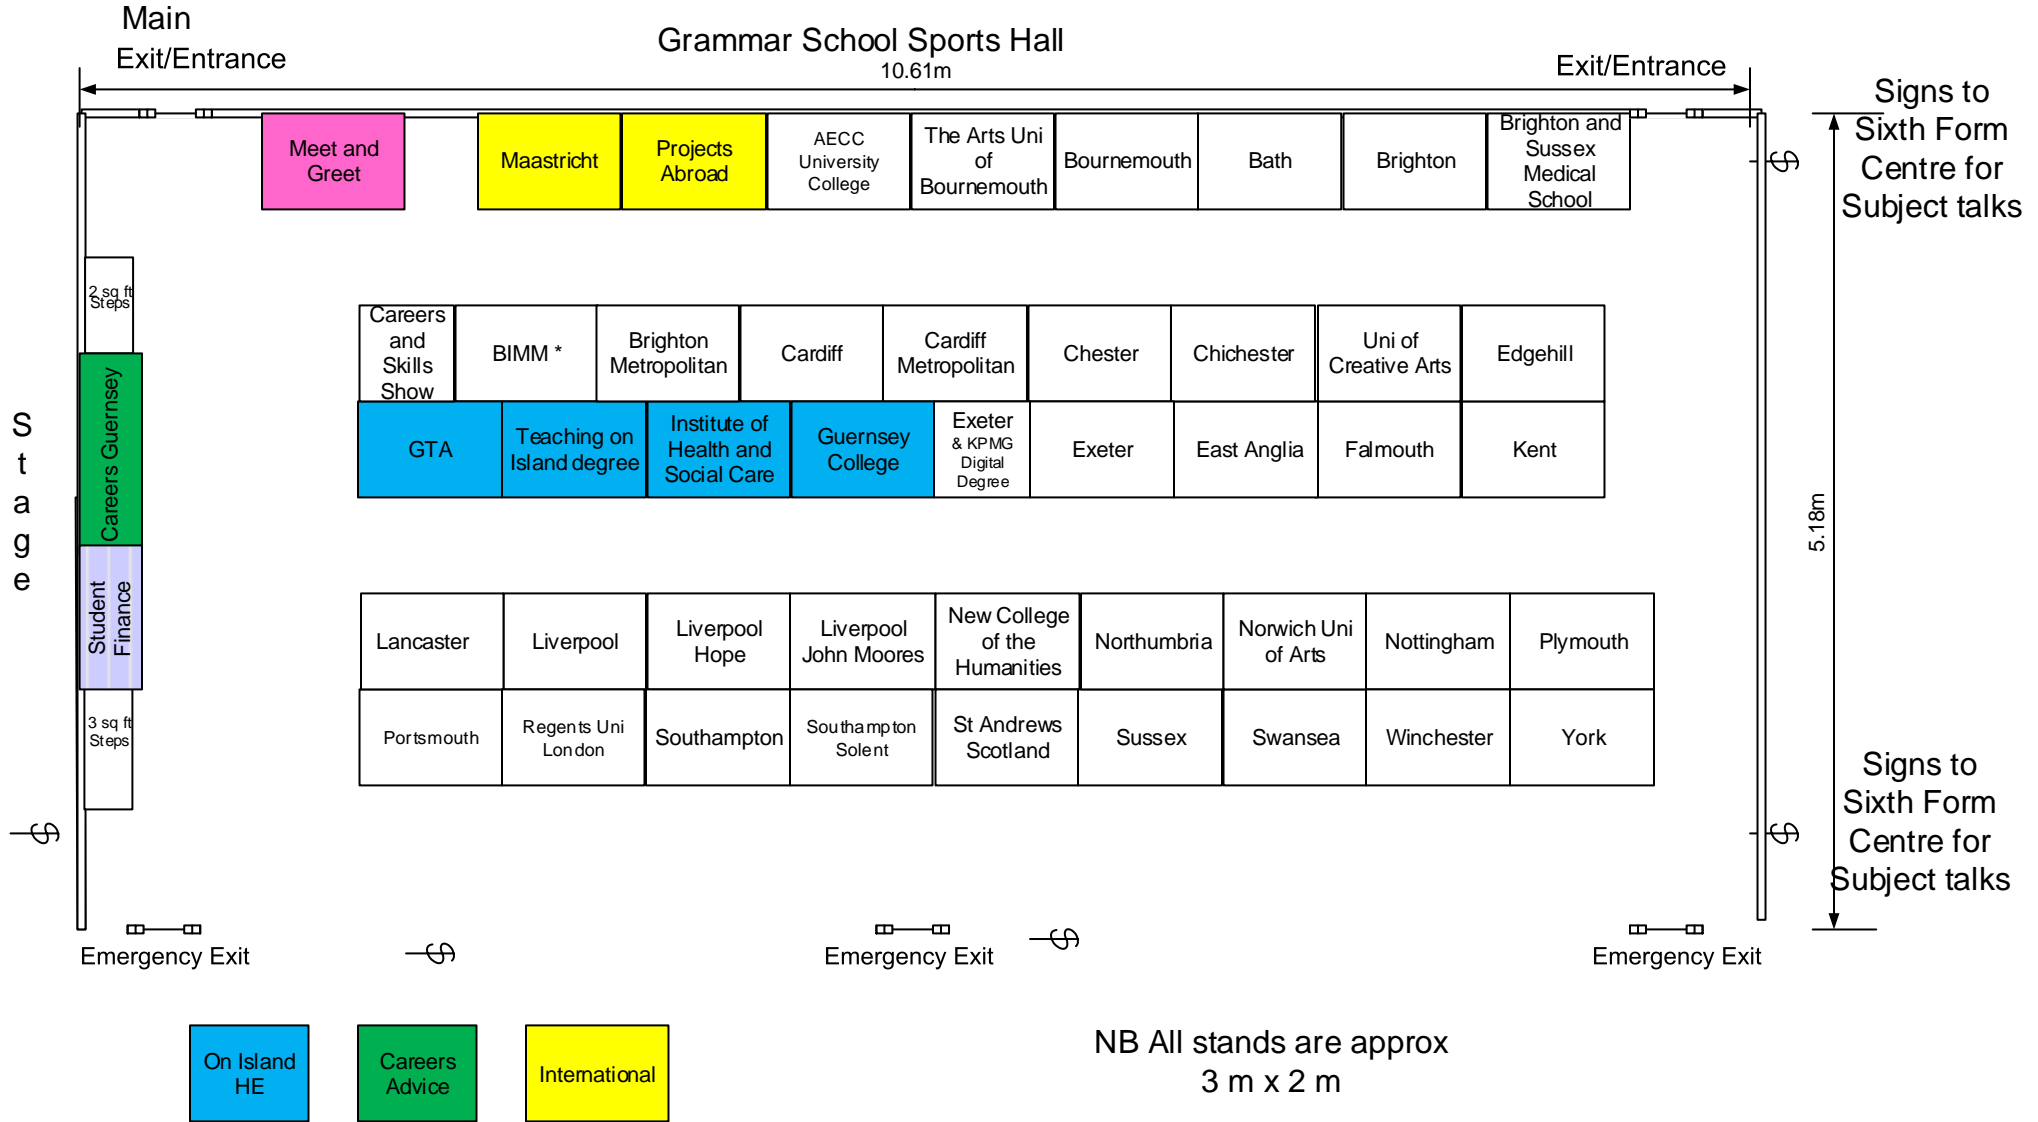 Main
Exit/Entrance
Grammar School Sports Hall
10.61m
Exit/Entrance
Signs to
Sixth Form
Centre for
Subject talks
Meet and
Greet
Maastricht
Projects
Abroad
AECC
University
College
The Arts Uni
of
Bournemouth
Bournemouth
Bath
Brighton
Brighton and
Sussex
Medical
School
2 sq ft
Steps
Careers Guernsey
Student
Finance
3 sq ft
Steps
Stage
Careers
and
Skills
Show
BIMM *
Brighton
Metropolitan
Cardiff
Cardiff
Metropolitan
Chester
Chichester
Uni of
Creative Arts
Edgehill
GTA
Teaching on
Island degree
Institute of
Health and
Social Care
Guernsey
College
Exeter
& KPMG
Digital
Degree
Exeter
East Anglia
Falmouth
Kent
5.18m
Lancaster
Liverpool
Liverpool
Hope
Liverpool
John Moores
New College
of the
Humanities
Northumbria
Norwich Uni
of Arts
Nottingham
Plymouth
Portsmouth
Regents Uni
London
Southampton
Southampton
Solent
St Andrews
Scotland
Sussex
Swansea
Winchester
York
Signs to
Sixth Form
Centre for
Subject talks
Emergency Exit
Emergency Exit
Emergency Exit
On Island
HE
Careers
Advice
International
NB All stands are approx
3 m x 2 m